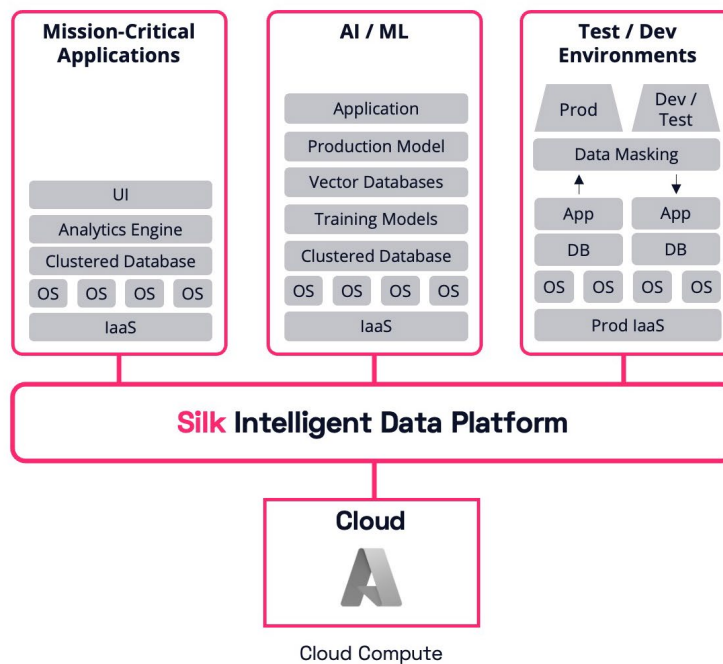 Mission-Critical
Applications
UI
Analytics Engine
Clustered Database
OS OS OS OS
IaaS
AI / ML
Application
Production Model
Vector Databases
Training Models
Clustered Database
OS OS OS OS
IaaS
Test / Dev
Environments
Prod
Dev /
Test
Data Masking
App App
DB DB
OS OS OS OS
Prod IaaS
Silk Intelligent Data Platform
Cloud
Cloud Compute